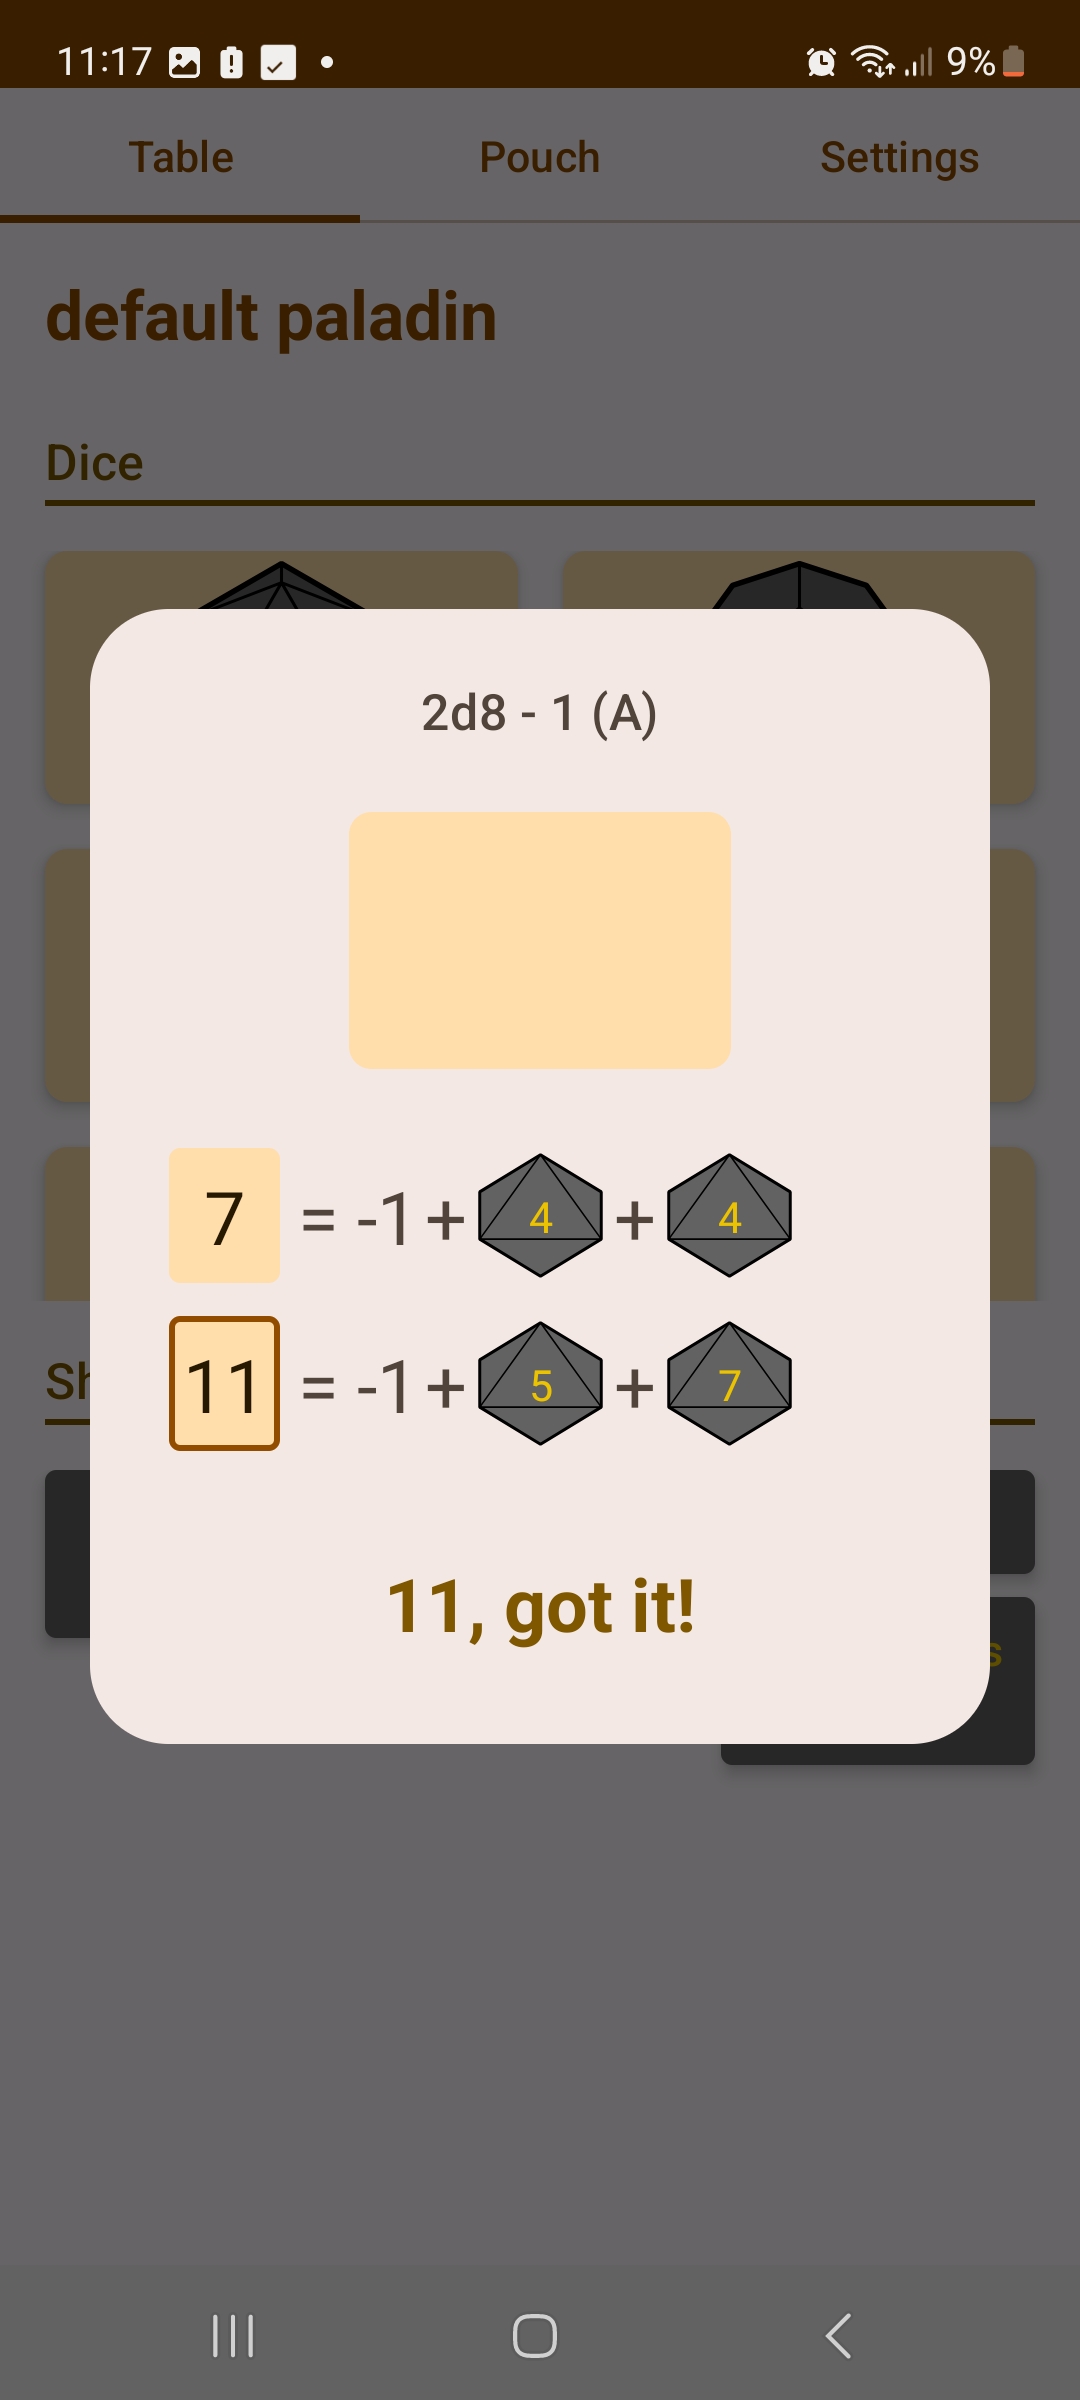 11:17 9%
Table Pouch Settings
default paladin
Dice
2d8 - 1 (A)
7 = -1 + 4 + 4
11 = -1 + 5 + 7
11, got it!